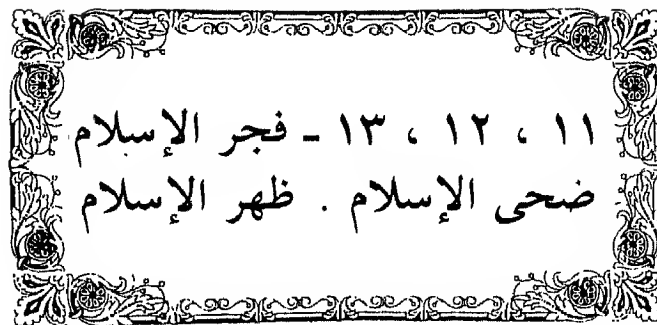 ١١ ، ١٢ ، ١٣ - فجر الإسلام
ضحى الإسلام . ظهر الإسلام